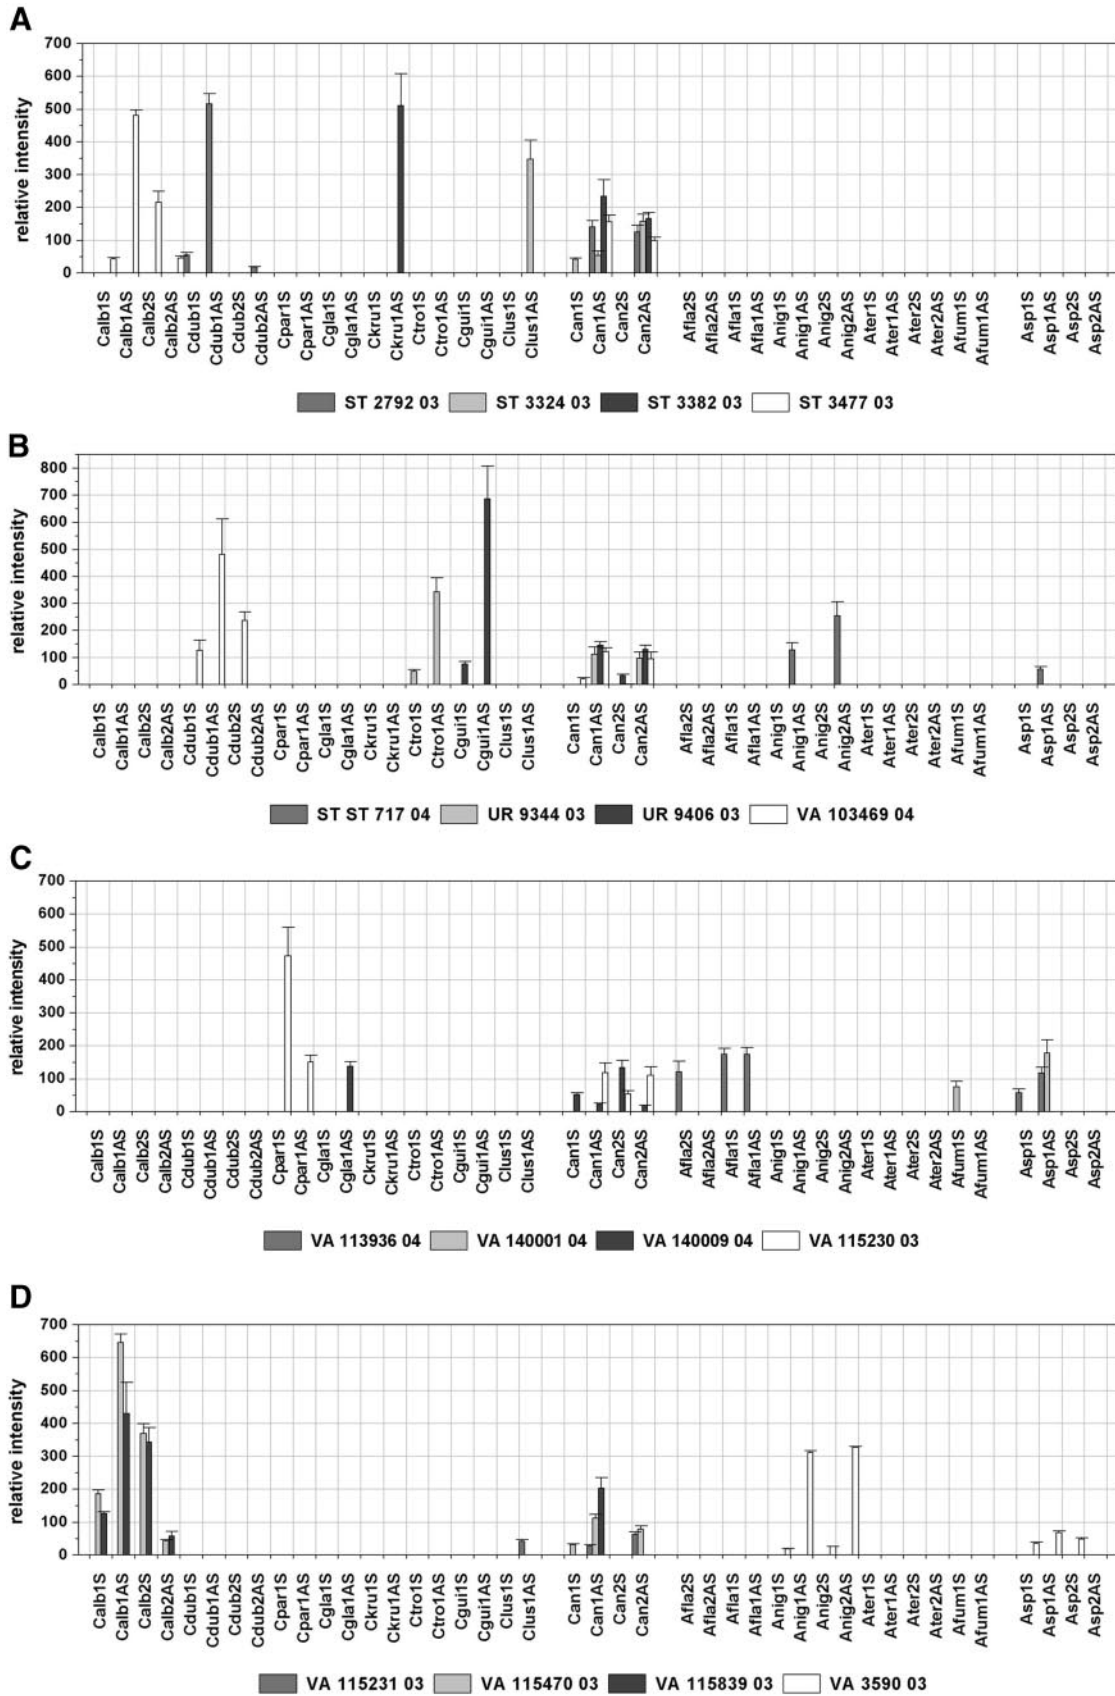 A
700
600
500
400
300
200
100
0
relative intensity
Calb1S Calb1AS Calb2S Calb2AS Cdub1S Cdub1AS Cdub2S Cdub2AS Cpar1S Cpar1AS Cgla1S Cgla1AS Ckru1S Ckru1AS Ctro1S Ctro1AS Cgui1S Cgui1AS Clus1S Clus1AS Can1S Can1AS Can2S Can2AS Afla2S Afla2AS Afla1S Afla1AS Anig1S Anig1AS Anig2S Anig2AS Ater1S Ater1AS Ater2S Ater2AS Afum1S Afum1AS Asp1S Asp1AS Asp2S Asp2AS
ST 2792 03 ST 3324 03 ST 3382 03 ST 3477 03
B
800
700
600
500
400
300
200
100
0
relative intensity
Calb1S Calb1AS Calb2S Calb2AS Cdub1S Cdub1AS Cdub2S Cdub2AS Cpar1S Cpar1AS Cgla1S Cgla1AS Ckru1S Ckru1AS Ctro1S Ctro1AS Cgui1S Cgui1AS Clus1S Clus1AS Can1S Can1AS Can2S Can2AS Afla2S Afla2AS Afla1S Afla1AS Anig1S Anig1AS Anig2S Anig2AS Ater1S Ater1AS Ater2S Ater2AS Afum1S Afum1AS Asp1S Asp1AS Asp2S Asp2AS
ST ST 717 04 UR 9344 03 UR 9406 03 VA 103469 04
C
700
600
500
400
300
200
100
0
relative intensity
Calb1S Calb1AS Calb2S Calb2AS Cdub1S Cdub1AS Cdub2S Cdub2AS Cpar1S Cpar1AS Cgla1S Cgla1AS Ckru1S Ckru1AS Ctro1S Ctro1AS Cgui1S Cgui1AS Clus1S Clus1AS Can1S Can1AS Can2S Can2AS Afla2S Afla2AS Afla1S Afla1AS Anig1S Anig1AS Anig2S Anig2AS Ater1S Ater1AS Ater2S Ater2AS Afum1S Afum1AS Asp1S Asp1AS Asp2S Asp2AS
VA 113936 04 VA 140001 04 VA 140009 04 VA 115230 03
D
700
600
500
400
300
200
100
0
relative intensity
Calb1S Calb1AS Calb2S Calb2AS Cdub1S Cdub1AS Cdub2S Cdub2AS Cpar1S Cpar1AS Cgla1S Cgla1AS Ckru1S Ckru1AS Ctro1S Ctro1AS Cgui1S Cgui1AS Clus1S Clus1AS Can1S Can1AS Can2S Can2AS Afla2S Afla2AS Afla1S Afla1AS Anig1S Anig1AS Anig2S Anig2AS Ater1S Ater1AS Ater2S Ater2AS Afum1S Afum1AS Asp1S Asp1AS Asp2S Asp2AS
VA 115231 03 VA 115470 03 VA 115839 03 VA 3590 03